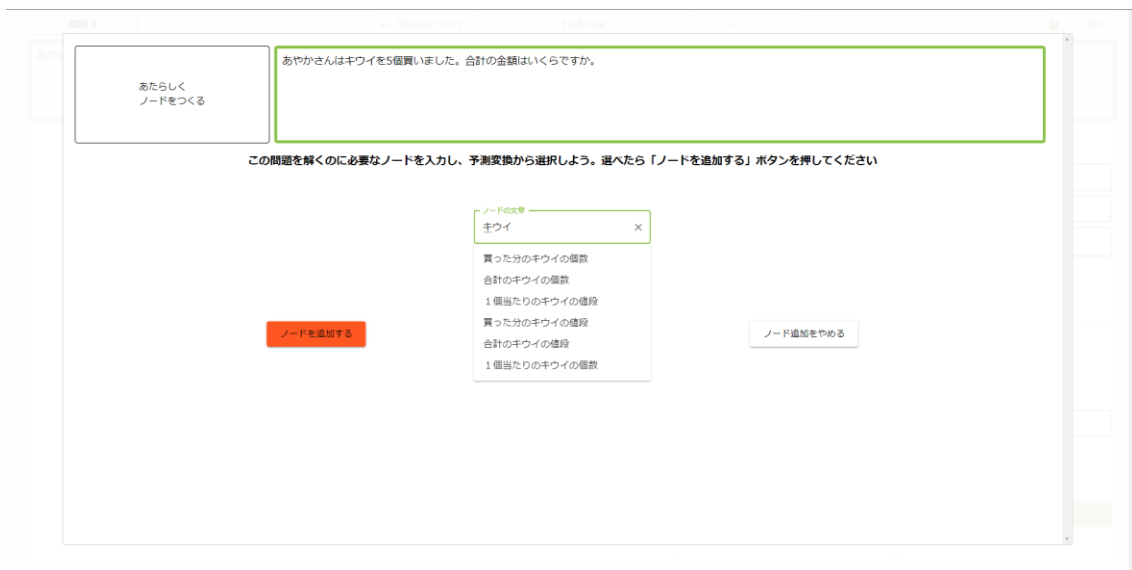 問題 4
12:57:24
あたらしく
ノードをつくる
あやかさんはキウイを5個買いました。合計の金額はいくらですか。
この問題を解くのに必要なノードを入力し、予測変換から選択しよう。選べたら「ノードを追加する」ボタンを押してください
ノードの文章
キウイ
買った分のキウイの個数
合計のキウイの個数
１個当たりのキウイの値段
買った分のキウイの値段
合計のキウイの値段
１個当たりのキウイの個数
ノードを追加する
ノード追加をやめる